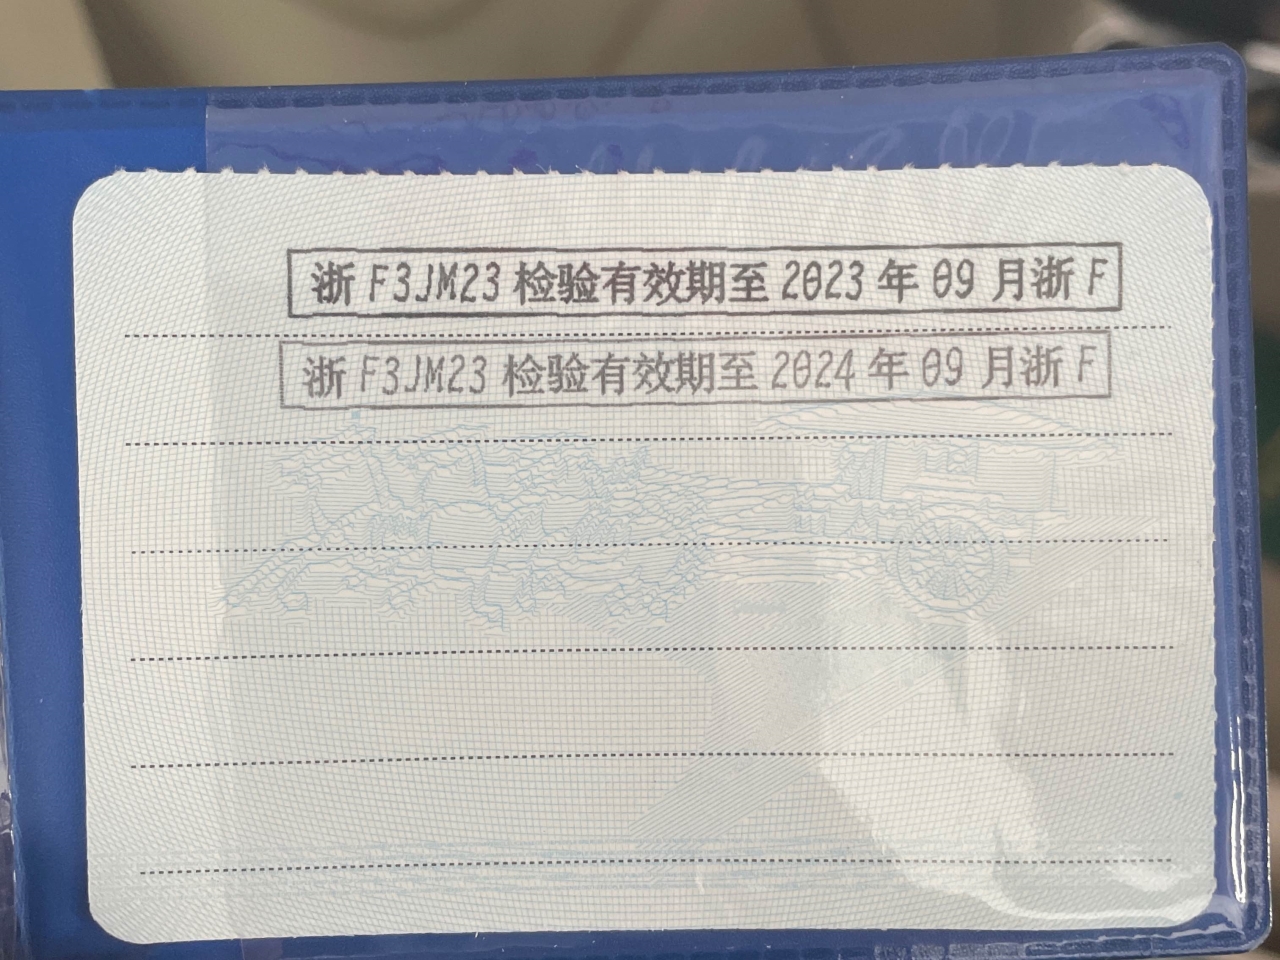 浙 F3JM23 检验有效期至 2023 年 09 月浙 F
浙 F3JM23 检验有效期至 2024 年 09 月浙 F